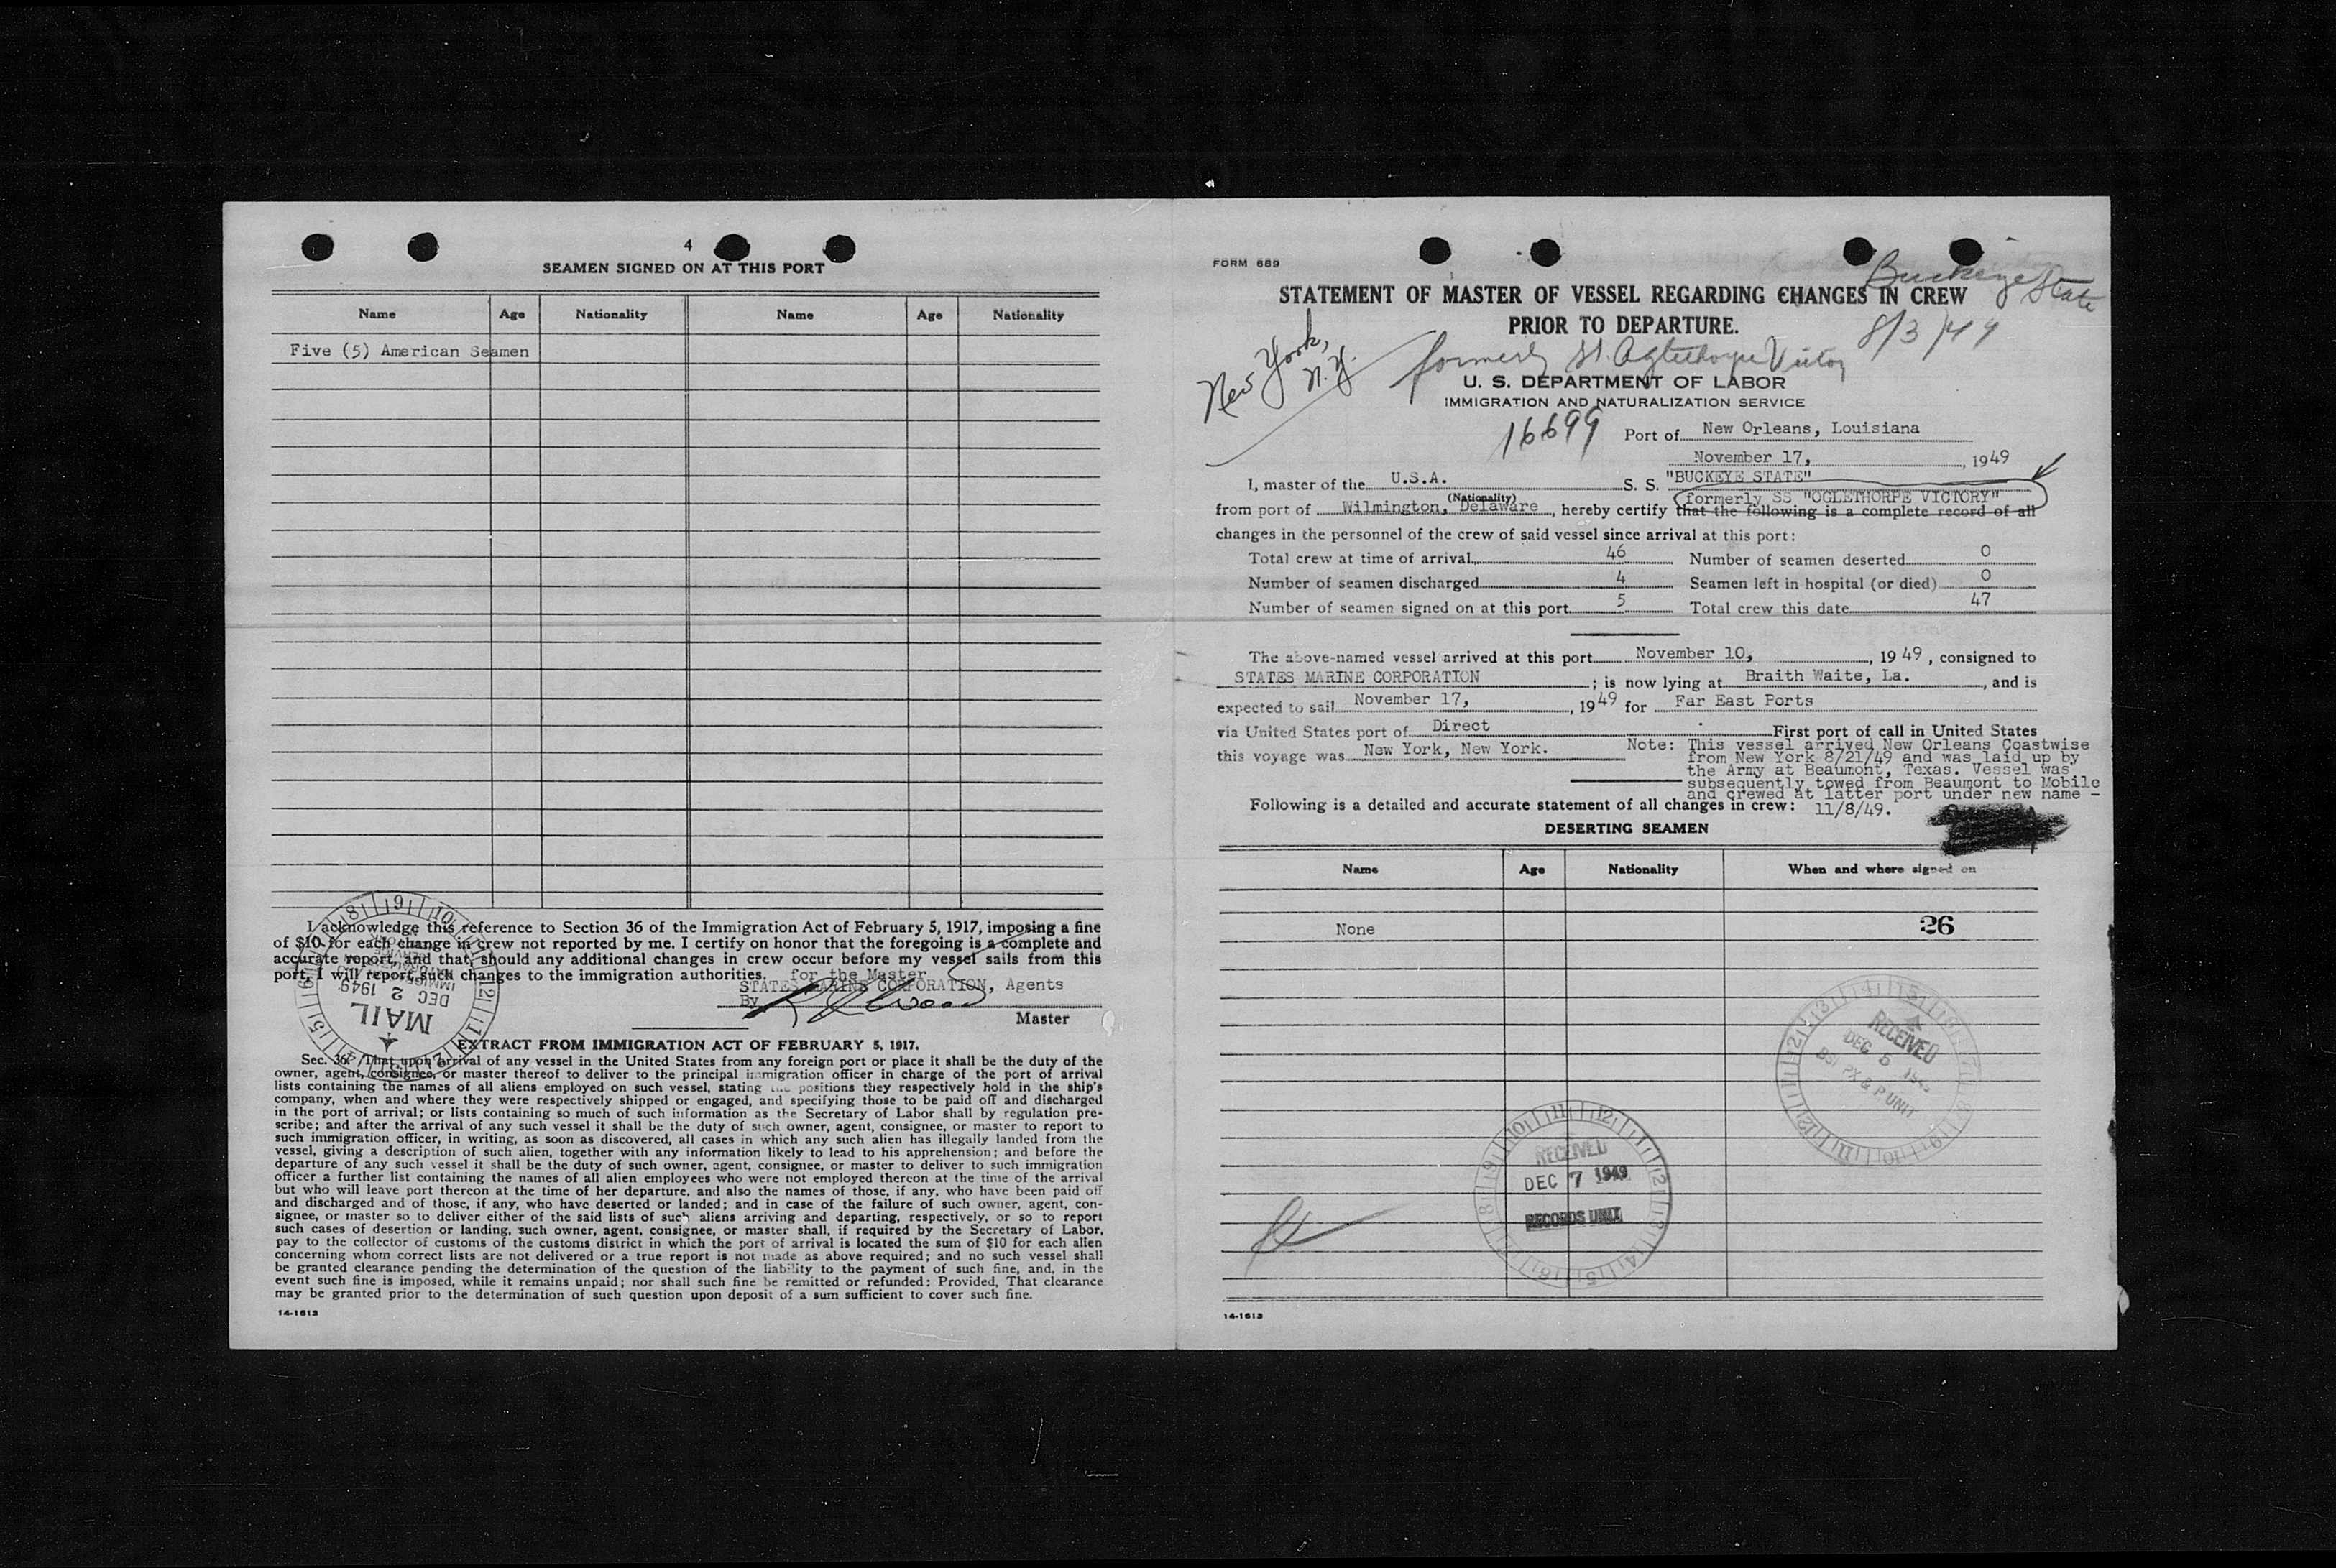 4
SEAMEN SIGNED ON AT THIS PORT
Name Age Nationality Name Age Nationality
Five (5) American Seamen
I acknowledge this reference to Section 36 of the Immigration Act of February 5, 1917, imposing a fine
of $10 for each change in crew not reported by me. I certify on honor that the foregoing is a complete and
accurate report, and that, should any additional changes in crew occur before my vessel sails from this
port, I will report such changes to the immigration authorities. for the Master
STATES MARINE CORPORATION, Agents
By
Master
MAIL
DEC 2 1949
EXTRACT FROM IMMIGRATION ACT OF FEBRUARY 5, 1917.
Sec. 36. That upon arrival of any vessel in the United States from any foreign port or place it shall be the duty of the
owner, agent, consignee, or master thereof to deliver to the principal immigration officer in charge of the port of arrival
lists containing the names of all aliens employed on such vessel, stating the positions they respectively hold in the ship's
company, when and where they were respectively shipped or engaged, and specifying those to be paid off and discharged
in the port of arrival; or lists containing so much of such information as the Secretary of Labor shall by regulation pre-
scribe; and after the arrival of any such vessel it shall be the duty of such owner, agent, consignee, or master to report to
such immigration officer, in writing, as soon as discovered, all cases in which any such alien has illegally landed from the
vessel, giving a description of such alien, together with any information likely to lead to his apprehension; and before the
departure of any such vessel it shall be the duty of such owner, agent, consignee, or master to deliver to such immigration
officer a further list containing the names of all alien employees who were not employed thereon at the time of the arrival
but who will leave port thereon at the time of her departure, and also the names of those, if any, who have been paid off
and discharged and of those, if any, who have deserted or landed; and in case of the failure of such owner, agent, con-
signee, or master so to deliver either of the said lists of such aliens arriving and departing, respectively, or so to report
such cases of desertion or landing, such owner, agent, consignee, or master shall, if required by the Secretary of Labor,
pay to the collector of customs of the customs district in which the port of arrival is located the sum of $10 for each alien
concerning whom correct lists are not delivered or a true report is not made as above required; and no such vessel shall
be granted clearance pending the determination of the question of the liability to the payment of such fine, and, in the
event such fine is imposed, while it remains unpaid; nor shall such fine be remitted or refunded: Provided, That clearance
may be granted prior to the determination of such question upon deposit of a sum sufficient to cover such fine.
14-1613
FORM 689
Buckeye State
STATEMENT OF MASTER OF VESSEL REGARDING CHANGES IN CREW
PRIOR TO DEPARTURE.
8/3/49
New York, N.Y.
formerly
U. S. DEPARTMENT OF LABOR
IMMIGRATION AND NATURALIZATION SERVICE
16699
Port of New Orleans, Louisiana
November 17, , 1949
I, master of the U.S.A. S. S. "BUCKEYE STATE"
(Nationality) formerly SS "OGLETHORPE VICTORY"
from port of Wilmington, Delaware, hereby certify that the following is a complete record of all
changes in the personnel of the crew of said vessel since arrival at this port:
Total crew at time of arrival 46 Number of seamen deserted 0
Number of seamen discharged 4 Seamen left in hospital (or died) 0
Number of seamen signed on at this port 5 Total crew this date 47
The above-named vessel arrived at this port November 10, , 1949, consigned to
STATES MARINE CORPORATION ; is now lying at Braith Waite, La. , and is
expected to sail November 17, , 1949 for Far East Ports
via United States port of Direct First port of call in United States
this voyage was New York, New York.
Note: This vessel arrived New Orleans Coastwise
from New York 8/21/49 and was laid up by
the Army at Beaumont, Texas. Vessel was
subsequently towed from Beaumont to Mobile
and crewed at latter port under new name -
11/8/49.
Following is a detailed and accurate statement of all changes in crew:
DESERTING SEAMEN
Name Age Nationality When and where signed on
None
26
RECEIVED
DEC 5
BSI PX & P. UNIT
RECEIVED
DEC 7 1949
RECORDS UNIT
14-1613